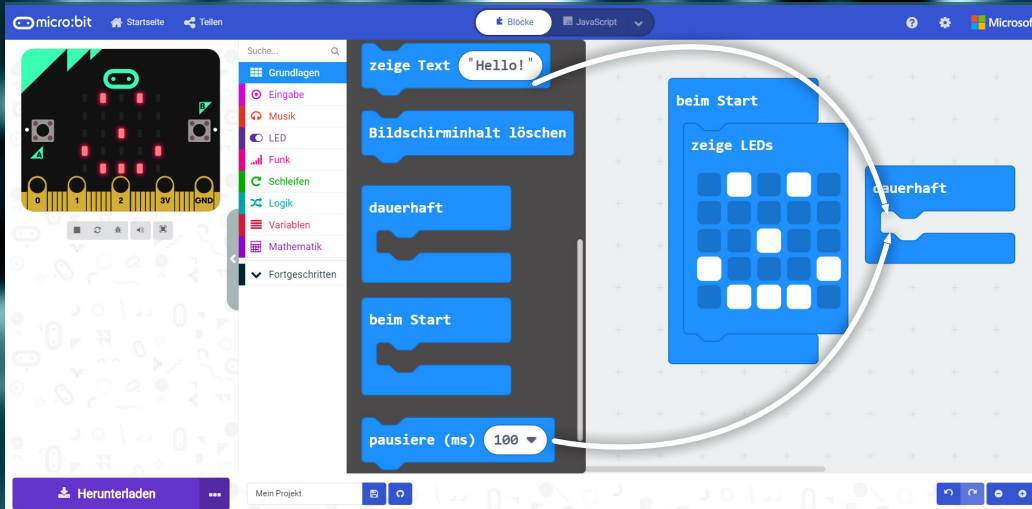 micro:bit Startseite Teilen Blöcke JavaScript Microsoft
Suche...
Grundlagen
Eingabe
Musik
LED
Funk
Schleifen
Logik
Variablen
Mathematik
Fortgeschritten
A
B
0 1 2 3V GND
zeige Text "Hello!"
Bildschirminhalt löschen
dauerhaft
beim Start
pausiere (ms) 100
beim Start
zeige LEDs
dauerhaft
Herunterladen
Mein Projekt